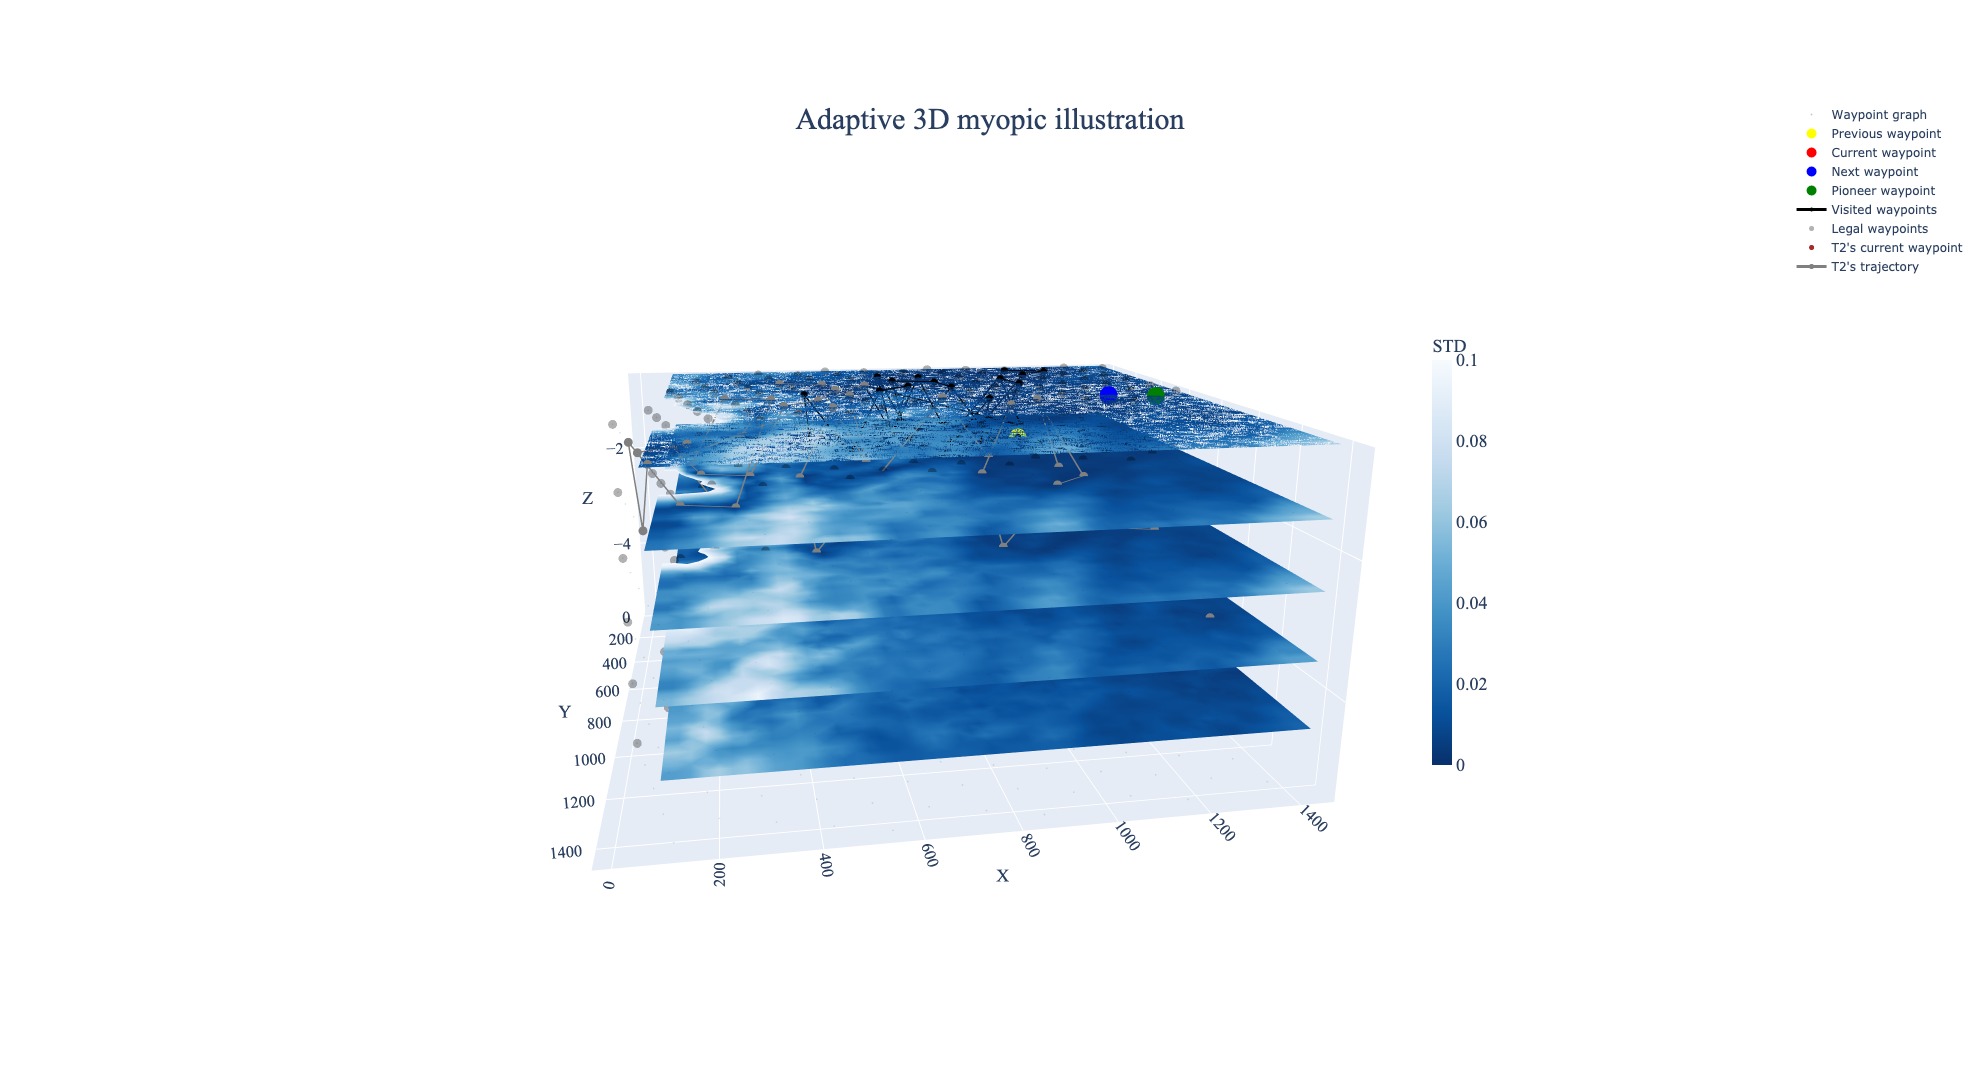 Adaptive 3D myopic illustration
Waypoint graph
Previous waypoint
Current waypoint
Next waypoint
Pioneer waypoint
Visited waypoints
Legal waypoints
T2's current waypoint
T2's trajectory
STD
0.1
0.08
0.06
0.04
0.02
0
−2
Z
−4
0
200
400
600
Y
800
1000
1200
1400
0
200
400
600
800
1000
1200
1400
X